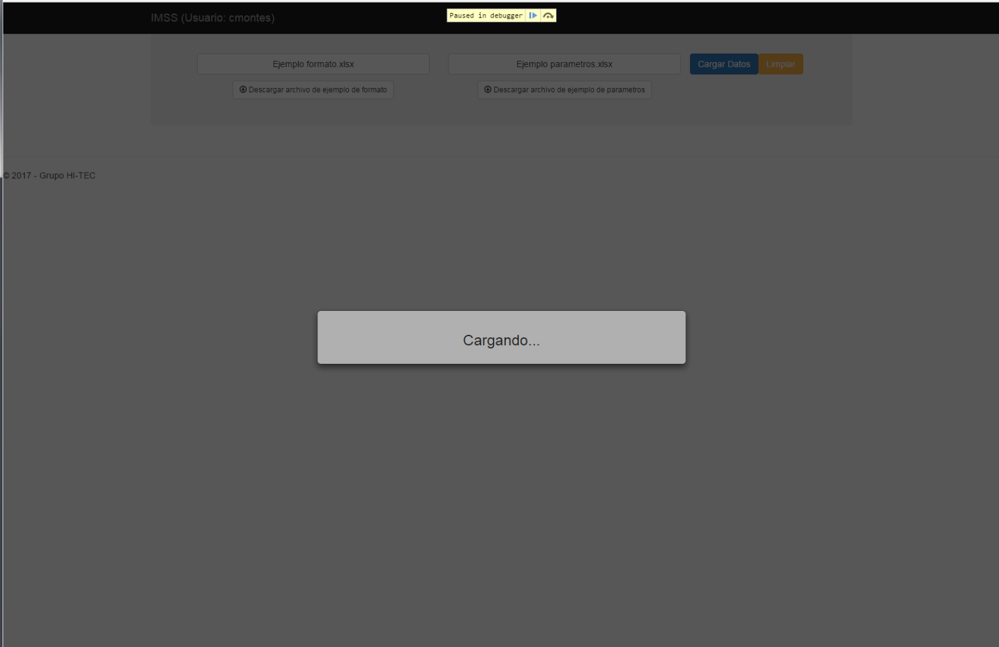 IMSS (Usuario: cmontes)
Paused in debugger
Ejemplo formato.xlsx
Ejemplo parametros.xlsx
Cargar Datos
Limpiar
Descargar archivo de ejemplo de formato
Descargar archivo de ejemplo de parametros
© 2017 - Grupo HI-TEC
Cargando...